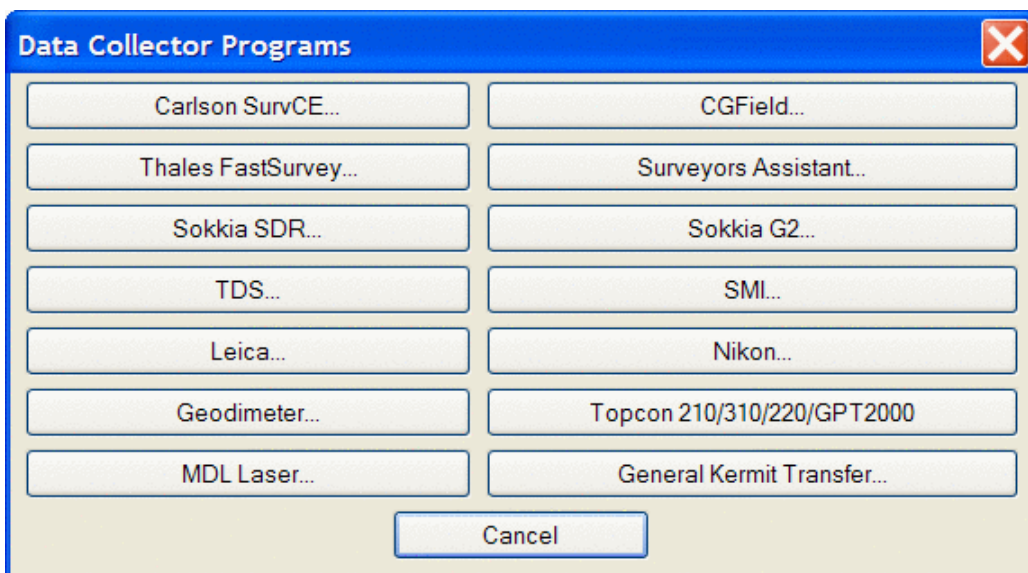 Data Collector Programs
Carlson SurvCE...
CGField...
Thales FastSurvey...
Surveyors Assistant...
Sokkia SDR...
Sokkia G2...
TDS...
SMI...
Leica...
Nikon...
Geodimeter...
Topcon 210/310/220/GPT2000
MDL Laser...
General Kermit Transfer...
Cancel